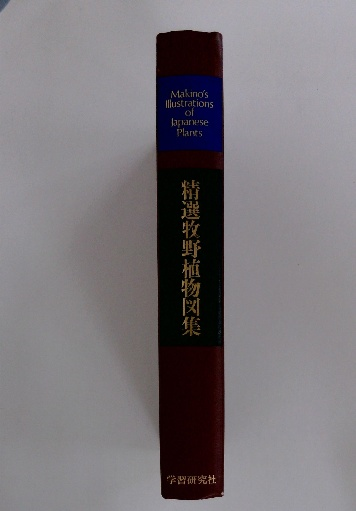 Makino's
Illustrations
of
Japanese
Plants
精選牧野植物図集
学習研究社